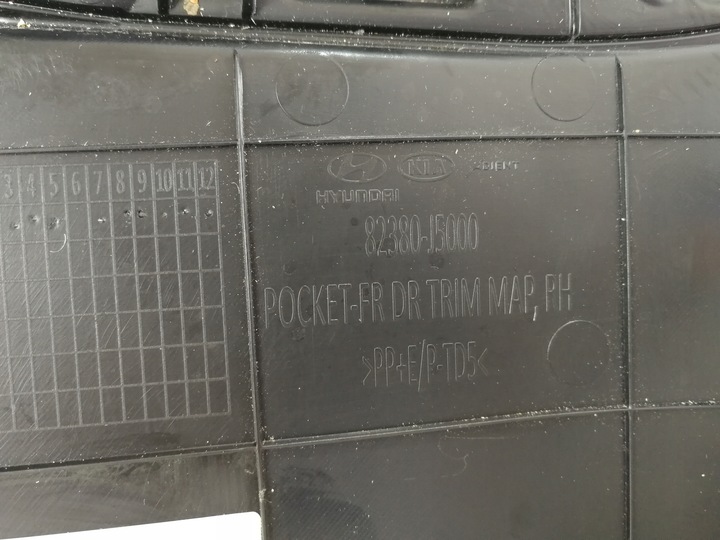 KIA
HYUNDAI
82380-J5000
POCKET-FR DR TRIM MAP, RH
>PP+E/P-TD5<
3 4 5 6 7 8 9 10 11 12